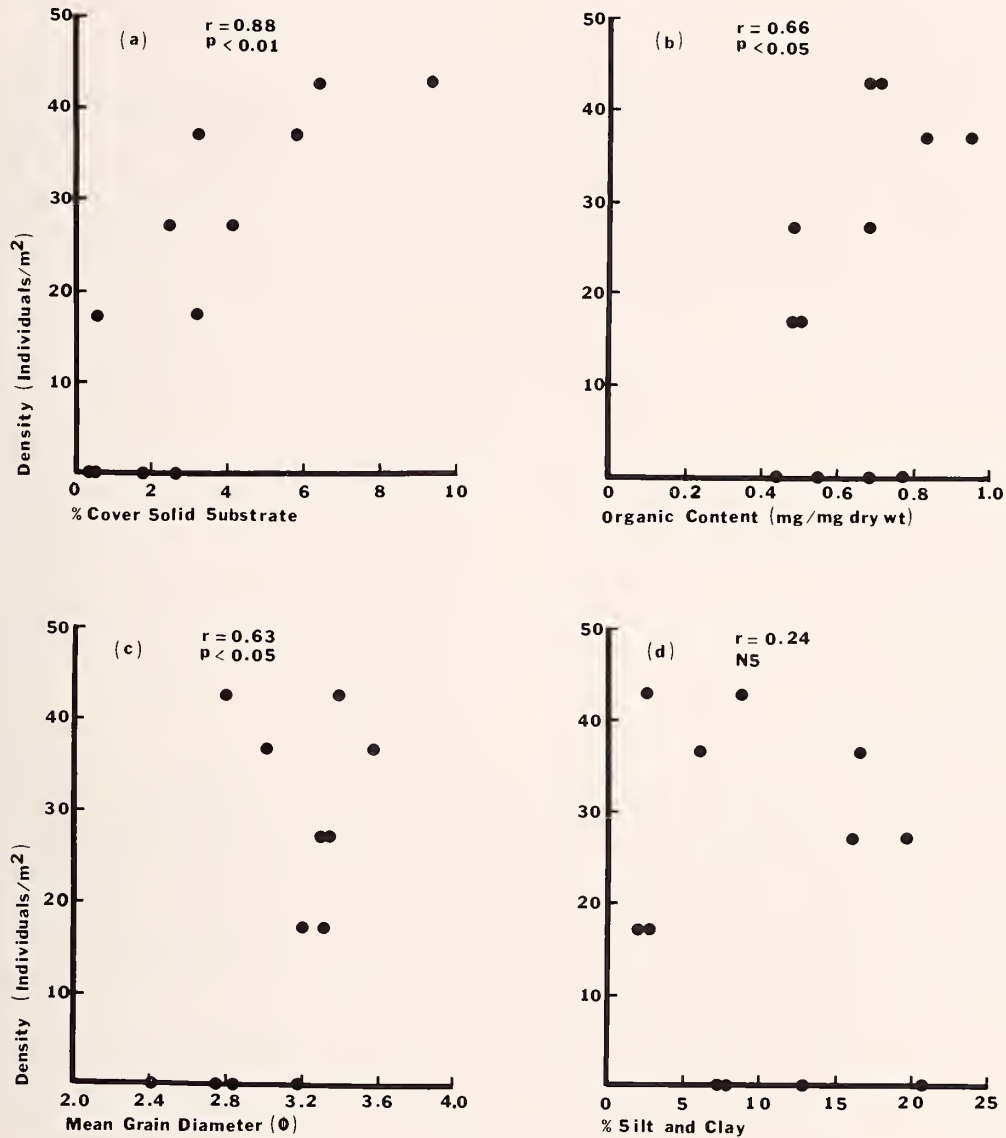 (a)
r = 0.88
p < 0.01
50
40
30
20
10
Density (Individuals/m²)
0 2 4 6 8 10
% Cover Solid Substrate
(b)
r = 0.66
p < 0.05
50
40
30
20
10
0 0.2 0.4 0.6 0.8 1.0
Organic Content (mg/mg dry wt)
(c)
r = 0.63
p < 0.05
50
40
30
20
10
Density (Individuals/m²)
2.0 2.4 2.8 3.2 3.6 4.0
Mean Grain Diameter (Φ)
(d)
r = 0.24
NS
50
40
30
20
10
0 5 10 15 20 25
% Silt and Clay